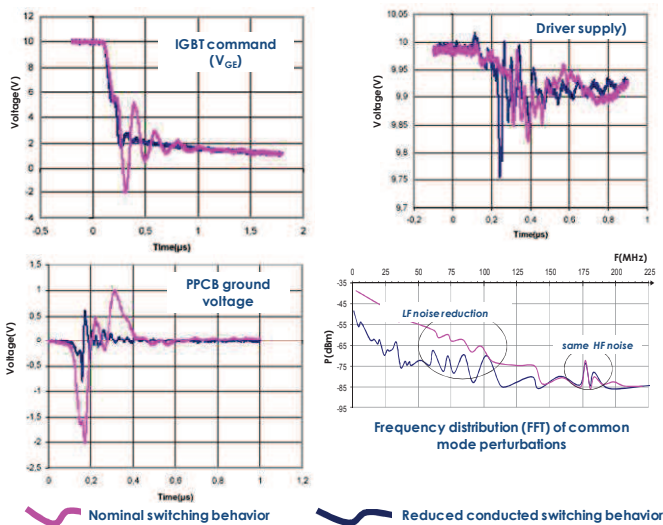 IGBT command
(VGE)
Voltage(V)
12
10
8
6
4
2
0
-2
-4
-0,5
0
0,5
1
1,5
2
Time(µs)
Driver supply)
Voltage(V)
10,05
10
9,95
9,9
9,85
9,8
9,75
9,7
-0,2
0
0,2
0,4
0,6
0,8
1
Time(µs)
PPCB ground
voltage
Voltage(V)
1,5
1
0,5
0
-0,5
-1
-1,5
-2
-2,5
0
0,2
0,4
0,6
0,8
1
1,2
Time(µs)
F(MHz)
0 25 50 75 100 125 150 175 200 225
P(dBm)
-35
-45
-55
-65
-75
-85
-95
LF noise reduction
same HF noise
Frequency distribution (FFT) of common
mode perturbations
Nominal switching behavior
Reduced conducted switching behavior